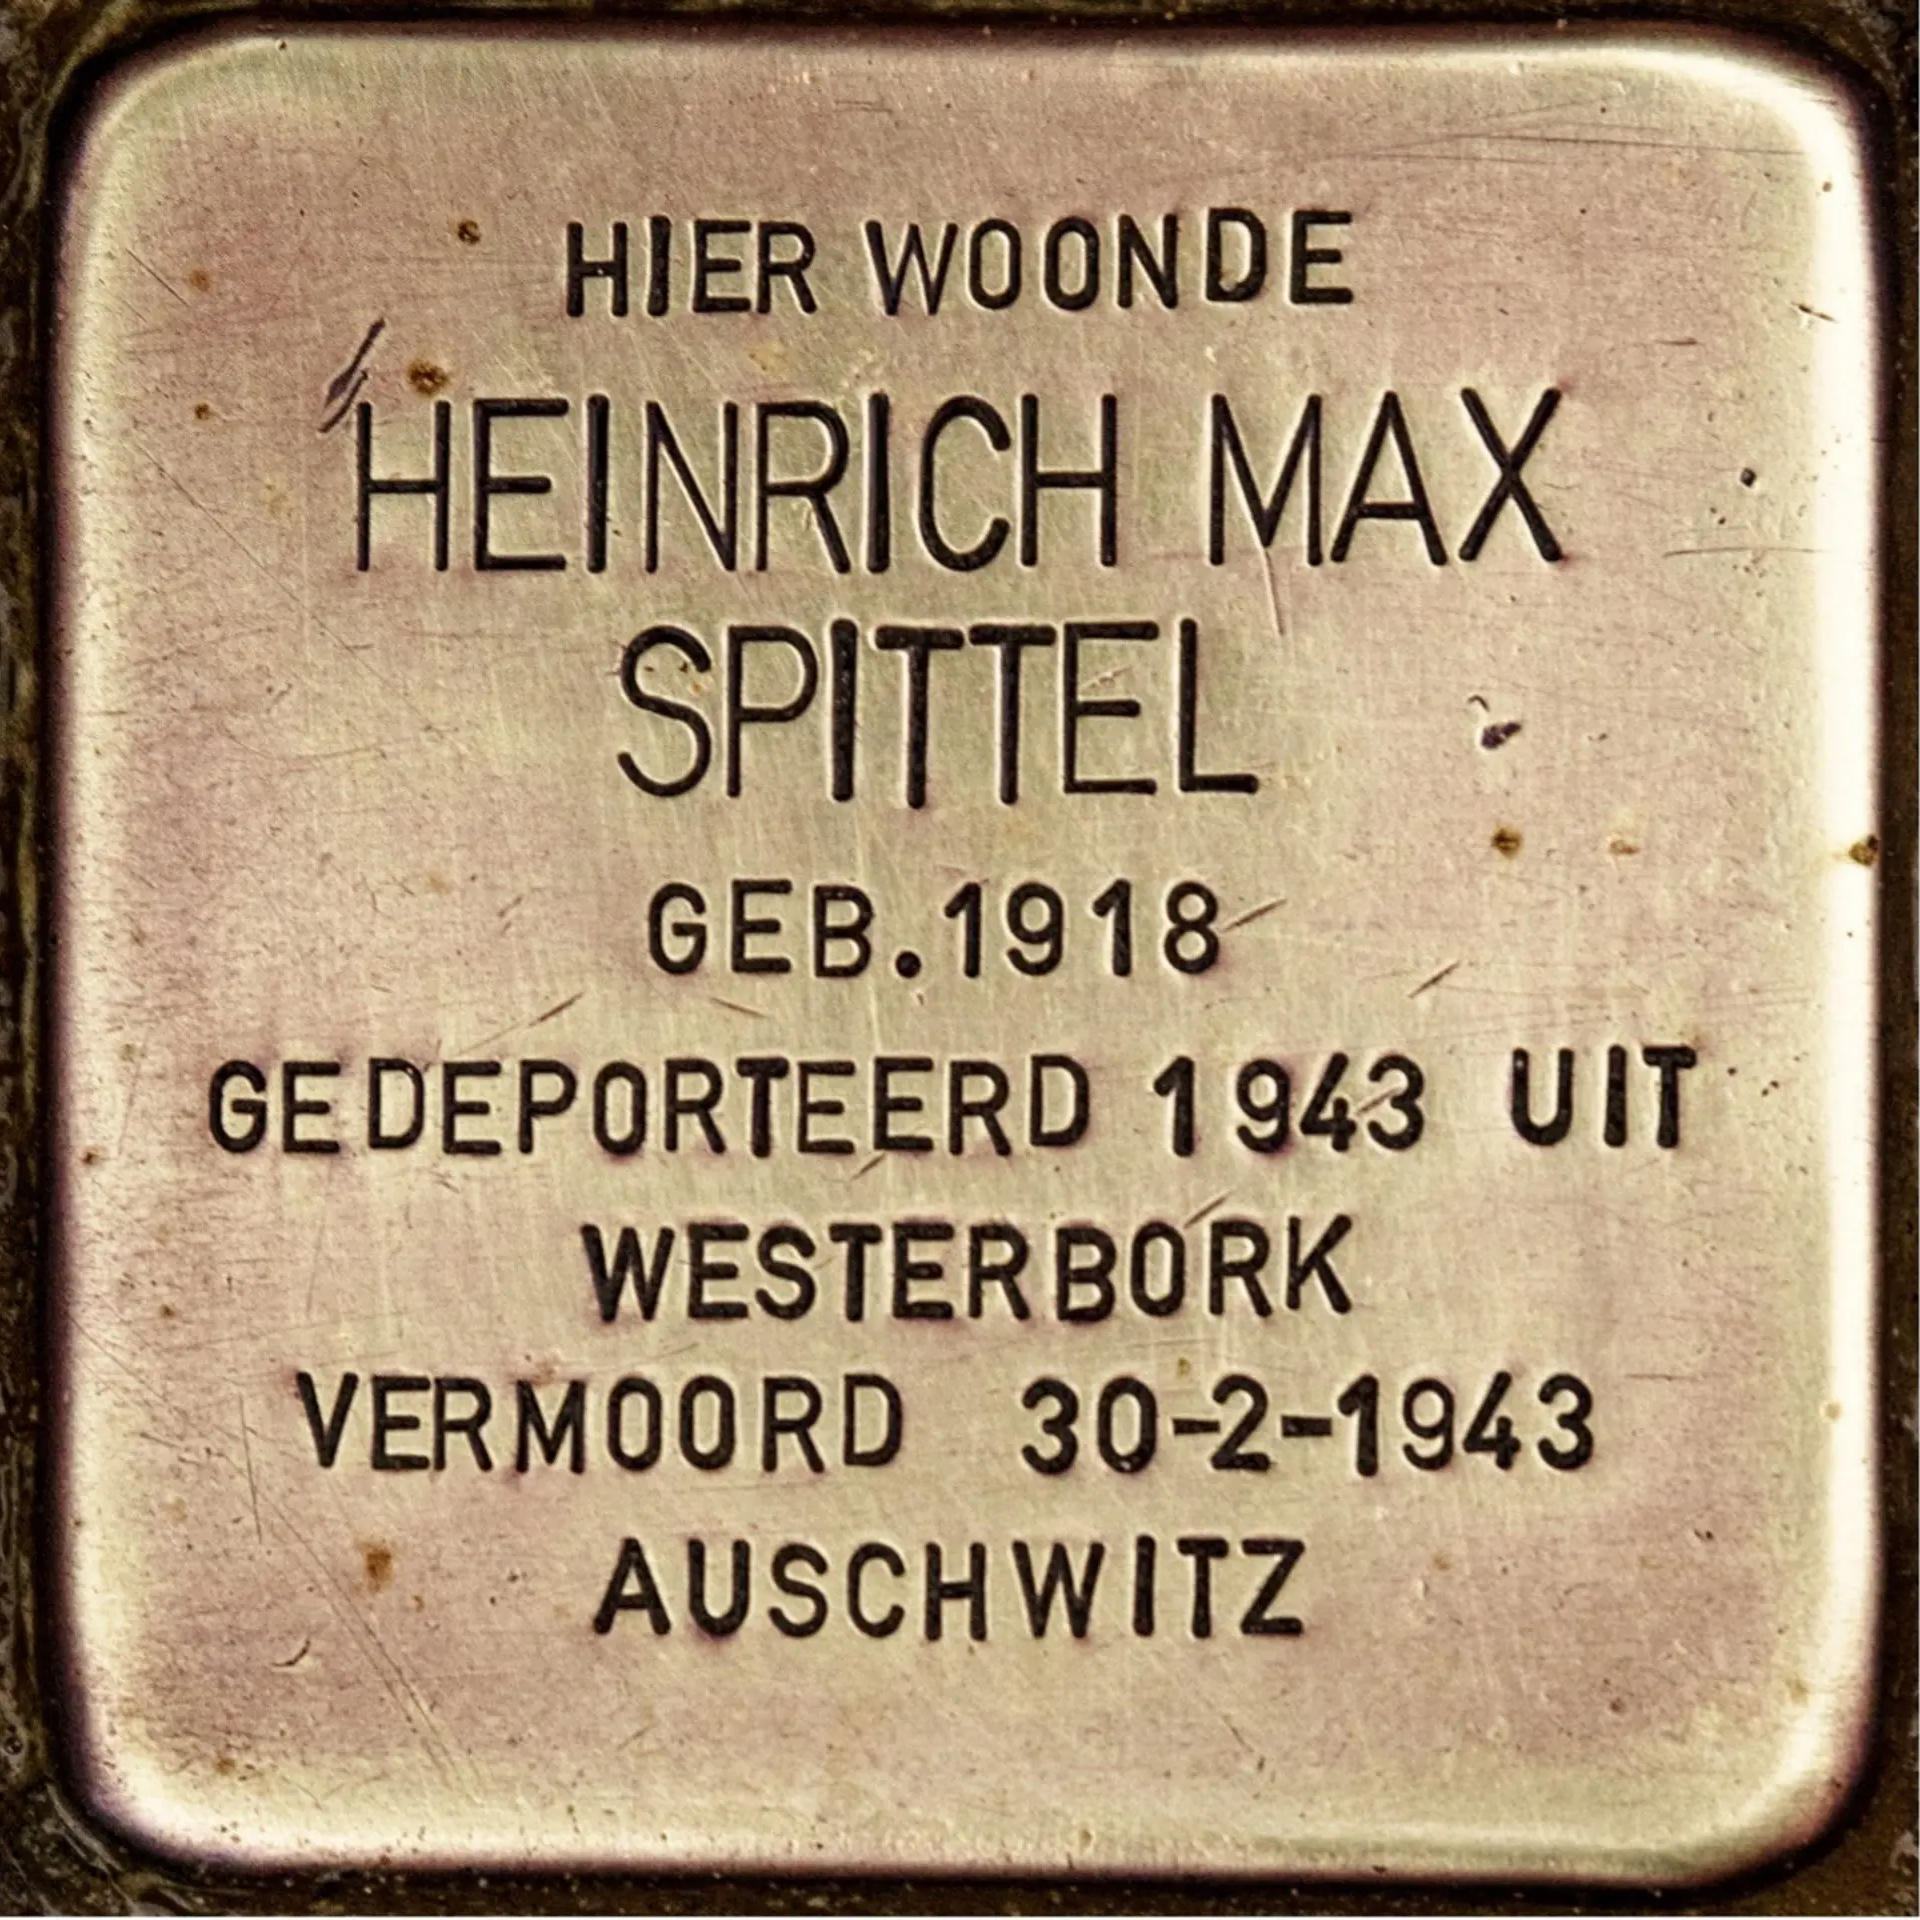 HIER WOONDE
HEINRICH MAX
SPITTEL
GEB.1918
GEDEPORTEERD 1943 UIT
WESTERBORK
VERMOORD 30-2-1943
AUSCHWITZ